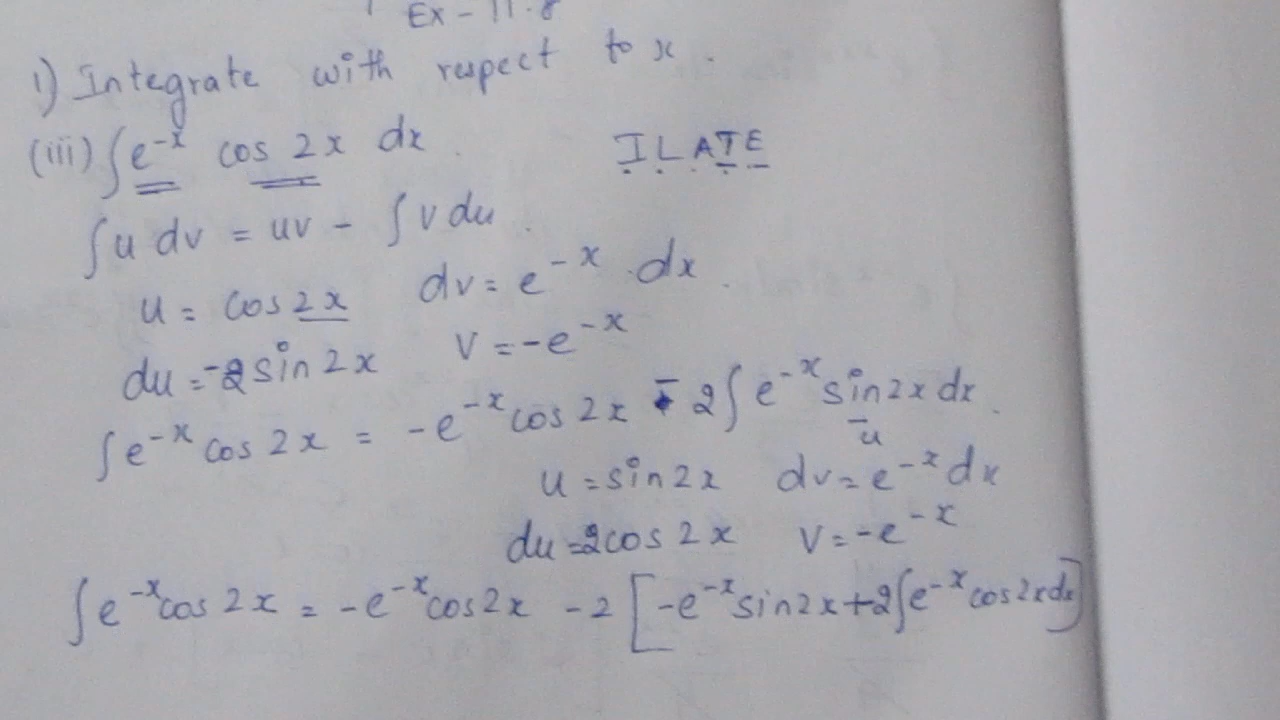 Ex - 11.8
1) Integrate with respect to x.
(iii) ∫e⁻ˣ cos 2x dx. ILATE
∫u dv = uv - ∫v du.
u = cos 2x dv = e⁻ˣ dx.
du = -2 sin 2x v = -e⁻ˣ
∫e⁻ˣ cos 2x = -e⁻ˣ cos 2x - 2∫e⁻ˣ sin 2x dx.
u
u = sin 2x dv = e⁻ˣ dx
du = 2cos 2x v = -e⁻ˣ
∫e⁻ˣ cos 2x = -e⁻ˣ cos 2x - 2[-e⁻ˣ sin 2x + 2∫e⁻ˣ cos 2x dx]